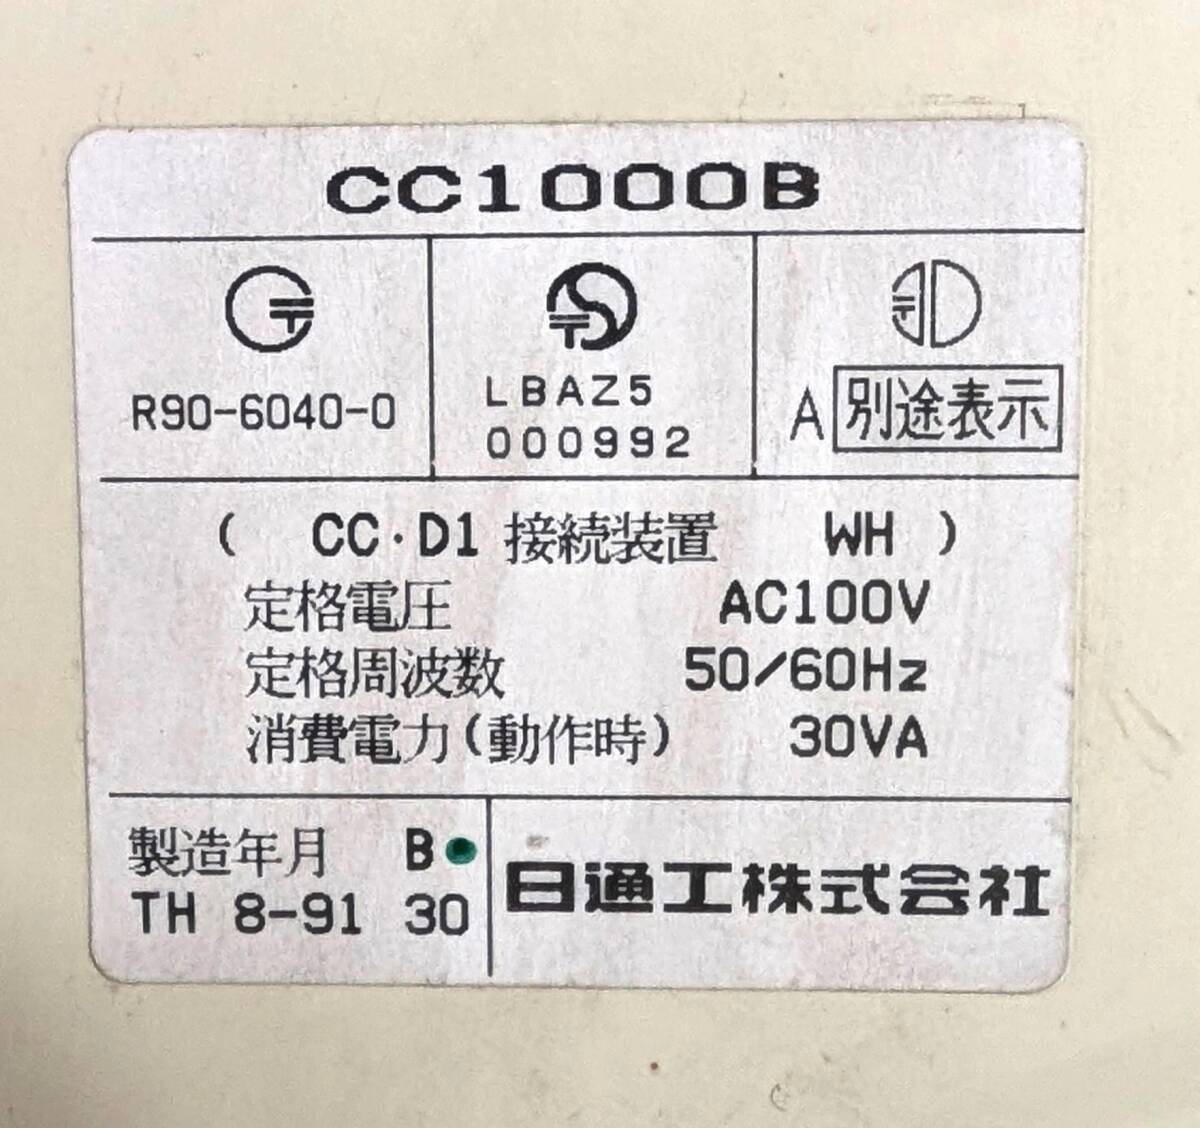 CC1000B
R90-6040-0
LBAZ5
000992
A 別途表示
( CC・D1 接続装置 WH )
定格電圧 AC100V
定格周波数 50/60Hz
消費電力(動作時) 30VA
製造年月 B
TH 8-91 30
日通工株式会社